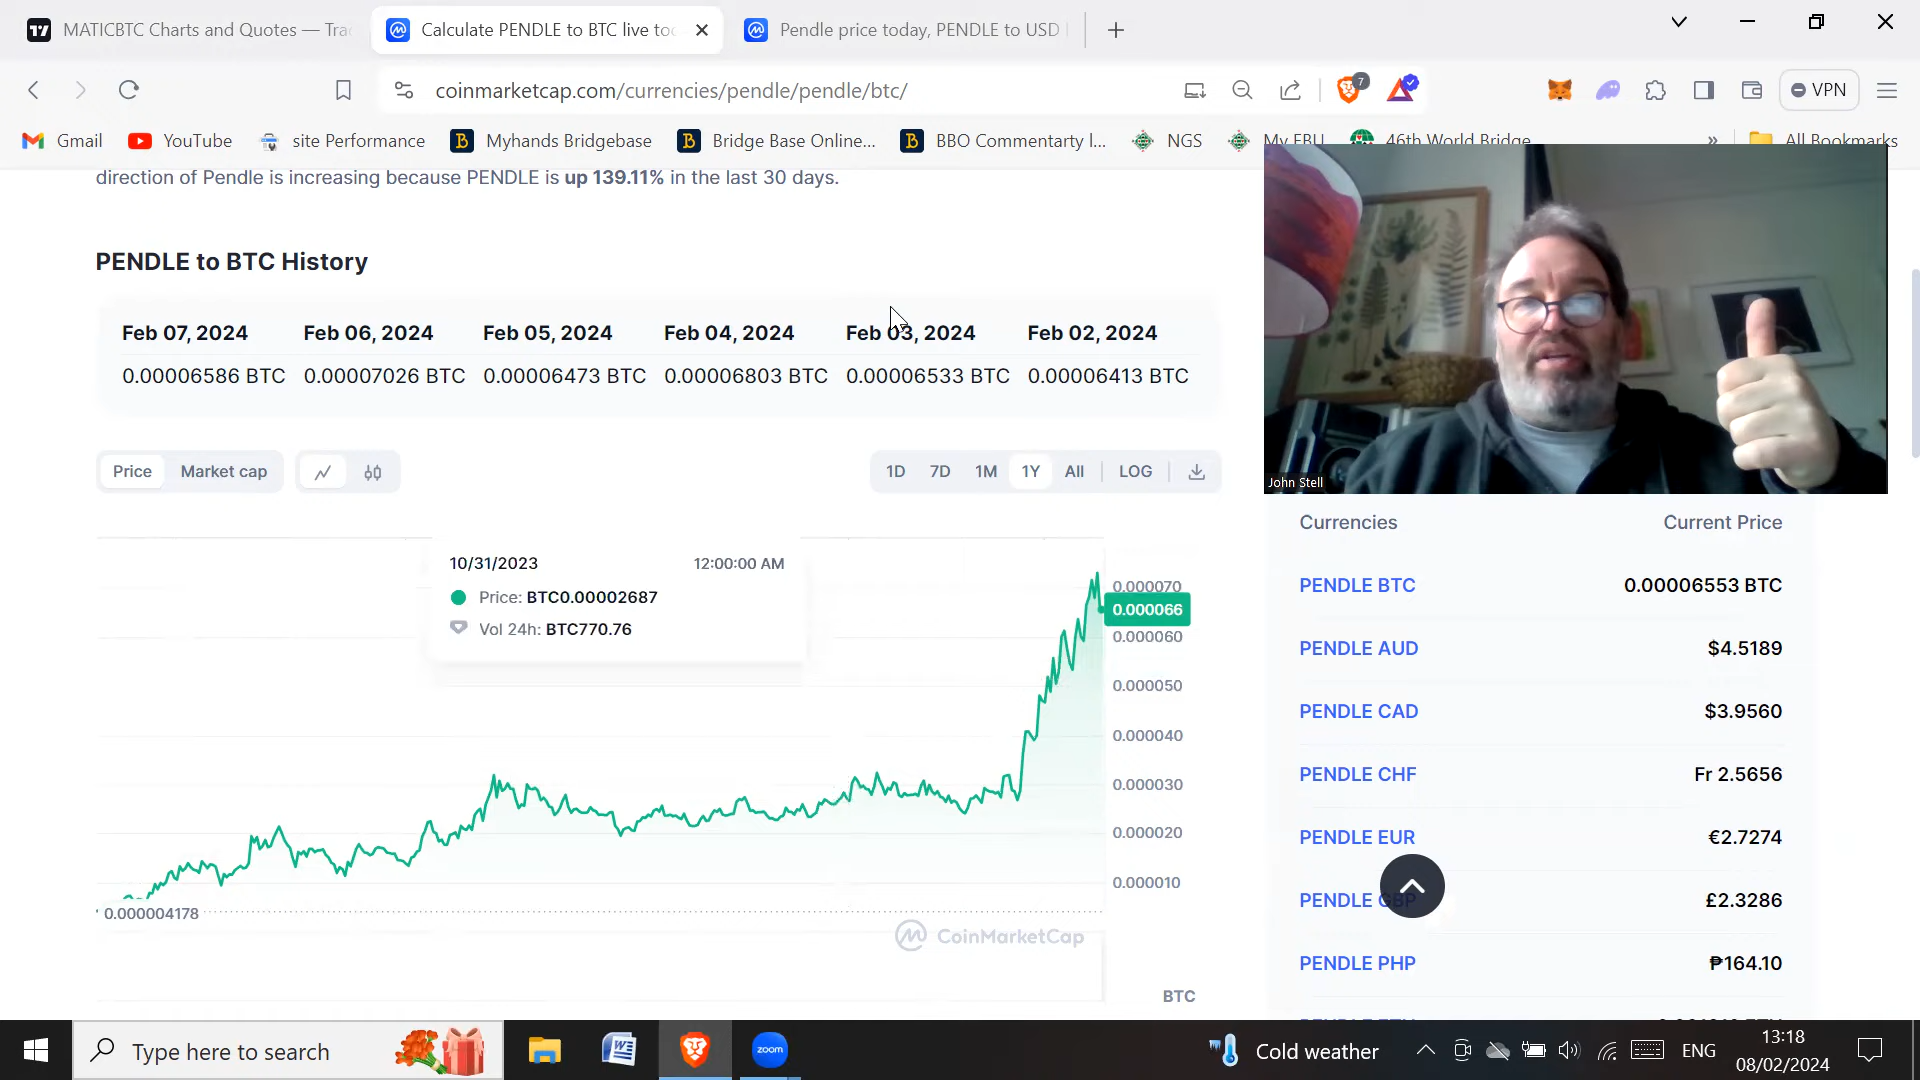 MATICBTC Charts and Quotes — Tra
Calculate PENDLE to BTC live to
Pendle price today, PENDLE to USD
coinmarketcap.com/currencies/pendle/pendle/btc/
7
VPN
Gmail
YouTube
site Performance
Myhands Bridgebase
Bridge Base Online...
BBO Commentarty l...
NGS
My EBU
46th World Bridge
»
All Bookmarks
direction of Pendle is increasing because PENDLE is up 139.11% in the last 30 days.
PENDLE to BTC History
Feb 07, 2024 Feb 06, 2024 Feb 05, 2024 Feb 04, 2024 Feb 03, 2024 Feb 02, 2024
0.00006586 BTC 0.00007026 BTC 0.00006473 BTC 0.00006803 BTC 0.00006533 BTC 0.00006413 BTC
Price Market cap
1D 7D 1M 1Y All LOG
10/31/2023 12:00:00 AM
Price: BTC0.00002687
Vol 24h: BTC770.76
0.000070
0.000066
0.000060
0.000050
0.000040
0.000030
0.000020
0.000010
0.000004178
CoinMarketCap
BTC
John Stell
Currencies Current Price
PENDLE BTC 0.00006553 BTC
PENDLE AUD $4.5189
PENDLE CAD $3.9560
PENDLE CHF Fr 2.5656
PENDLE EUR €2.7274
PENDLE GBP £2.3286
PENDLE PHP ₱164.10
Type here to search
zoom
Cold weather
ENG
13:18
08/02/2024